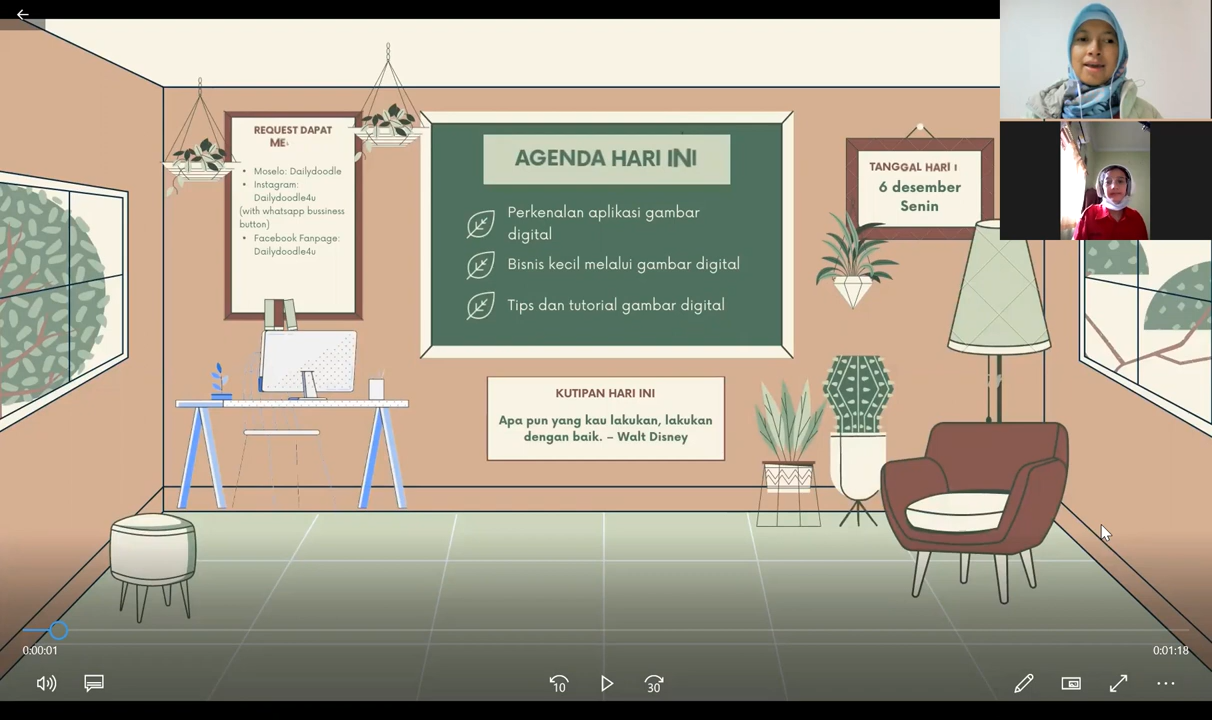 REQUEST DAPAT
ME
• Moselo: Dailydoodle
• Instagram:
Dailydoodle4u
(with whatsapp bussiness
button)
• Facebook Fanpage:
Dailydoodle4u
AGENDA HARI INI
Perkenalan aplikasi gambar
digital
Bisnis kecil melalui gambar digital
Tips dan tutorial gambar digital
TANGGAL HARI I
6 desember
Senin
KUTIPAN HARI INI
Apa pun yang kau lakukan, lakukan
dengan baik. – Walt Disney
0:00:01
0:01:18
10
30